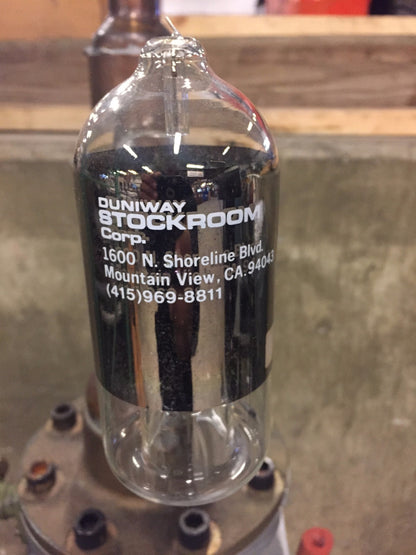 DUNIWAY
STOCKROOM
Corp.
1600 N. Shoreline Blvd.
Mountain View, CA. 94043
(415)969-8811